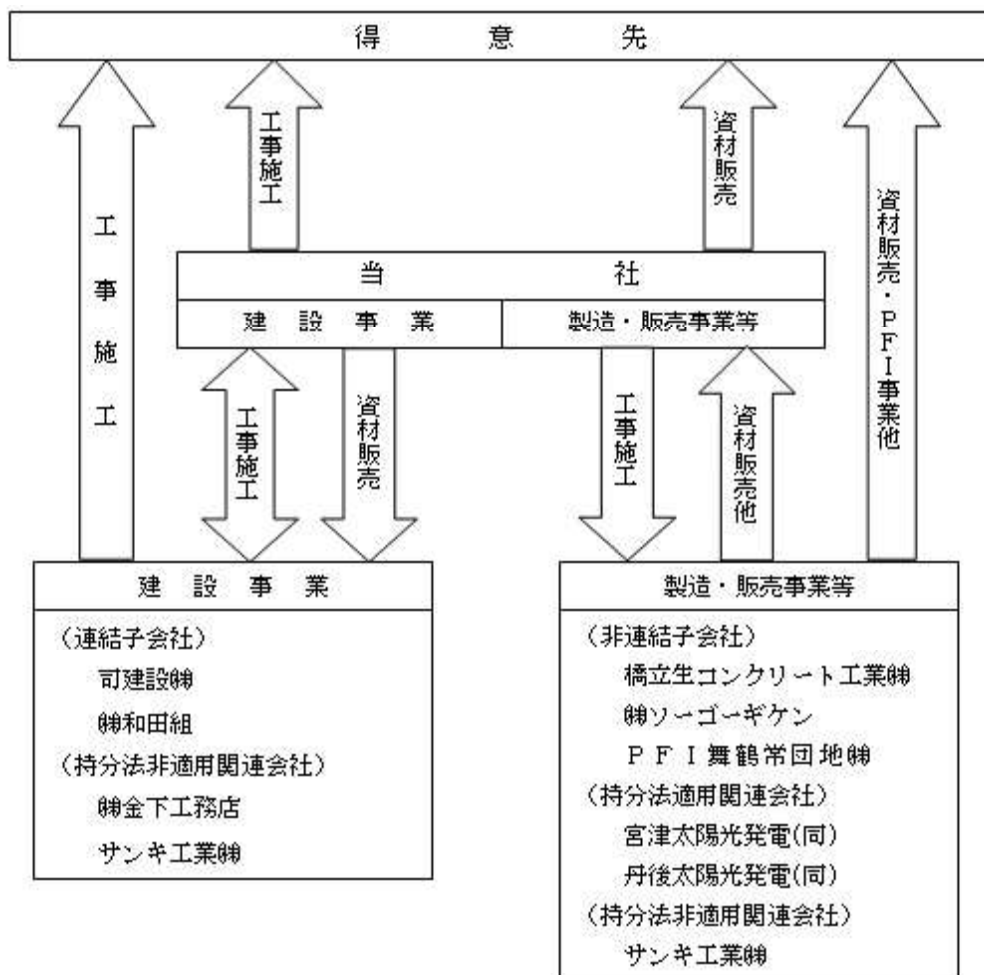 得意先
工事施工
資材販売
工事施工
資材販売・PFI事業他
当社
建設事業
製造・販売事業等
工事施工
資材販売
工事施工
資材販売他
建設事業
(連結子会社)
司建設㈱
㈱和田組
(持分法非適用関連会社)
㈱金下工務店
サンキ工業㈱
製造・販売事業等
(非連結子会社)
橋立生コンクリート工業㈱
㈱ソーゴーギケン
PFI舞鶴常団地㈱
(持分法適用関連会社)
宮津太陽光発電(同)
丹後太陽光発電(同)
(持分法非適用関連会社)
サンキ工業㈱